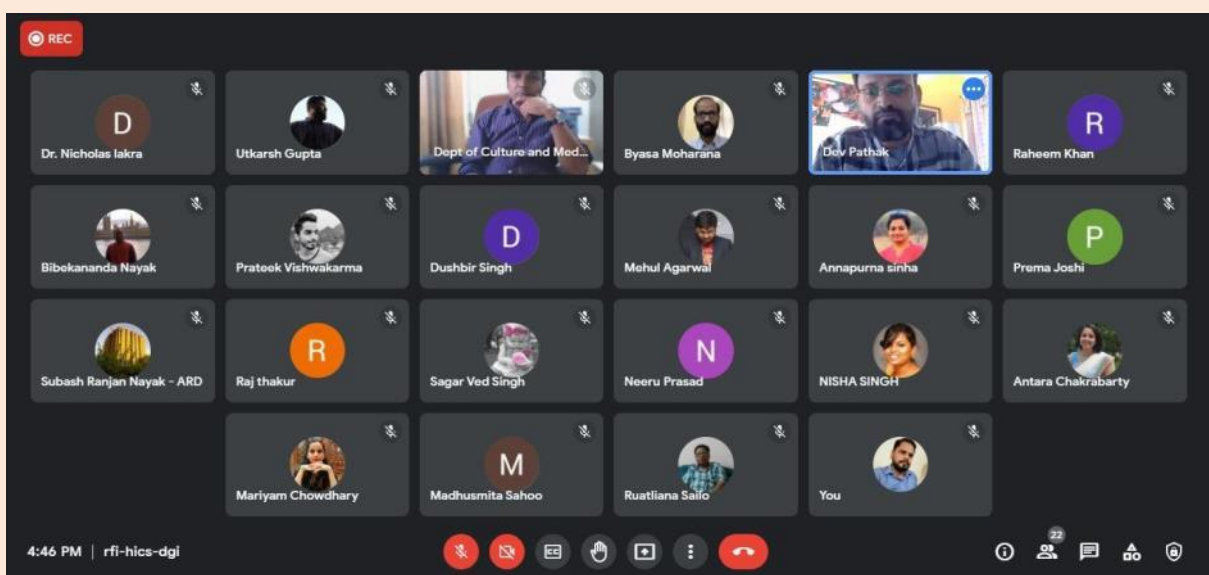 REC
D
Dr. Nicholas lakra
Utkarsh Gupta
Dept of Culture and Med...
Byasa Moharana
Dev Pathak
R
Raheem Khan
Bibekananda Nayak
Prateek Vishwakarma
D
Dushbir Singh
Mehul Agarwal
Annapurna sinha
P
Prema Joshi
Subash Ranjan Nayak - ARD
R
Raj thakur
Sagar Ved Singh
N
Neeru Prasad
NISHA SINGH
Antara Chakrabarty
Mariyam Chowdhary
M
Madhusmita Sahoo
Ruatliana Sailo
You
4:46 PM | rfi-hics-dgi
CC
22